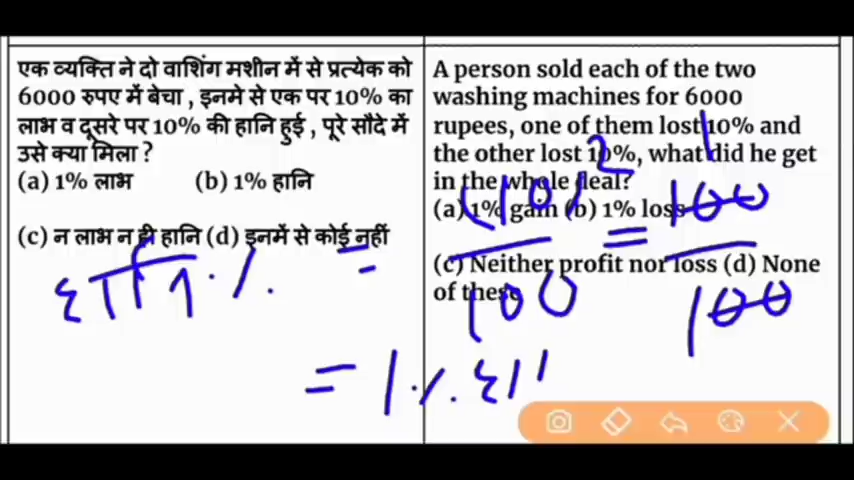 एक व्यक्ति ने दो वाशिंग मशीन में से प्रत्येक को
6000 रुपए में बेचा , इनमे से एक पर 10% का
लाभ व दूसरे पर 10% की हानि हुई , पूरे सौदे में
उसे क्या मिला ?
(a) 1% लाभ (b) 1% हानि
(c) न लाभ न ही हानि (d) इनमें से कोई नहीं
A person sold each of the two
washing machines for 6000
rupees, one of them lost 10% and
the other lost 10%, what did he get
in the whole deal?
(a) 1% gain (b) 1% loss
(c) Neither profit nor loss (d) None
of these
हानि % = (10)² / 100 = 100 / 100
1
= 1%